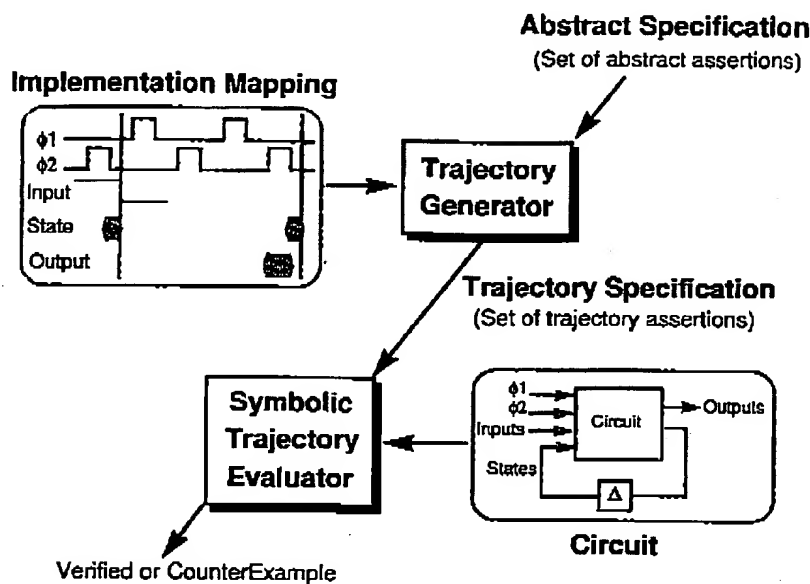 Abstract Specification
(Set of abstract assertions)
Implementation Mapping
ϕ1
ϕ2
Input
State
Output
Trajectory
Generator
Trajectory Specification
(Set of trajectory assertions)
Symbolic
Trajectory
Evaluator
ϕ1
ϕ2
Inputs
States
Circuit
Outputs
Δ
Circuit
Verified or CounterExample